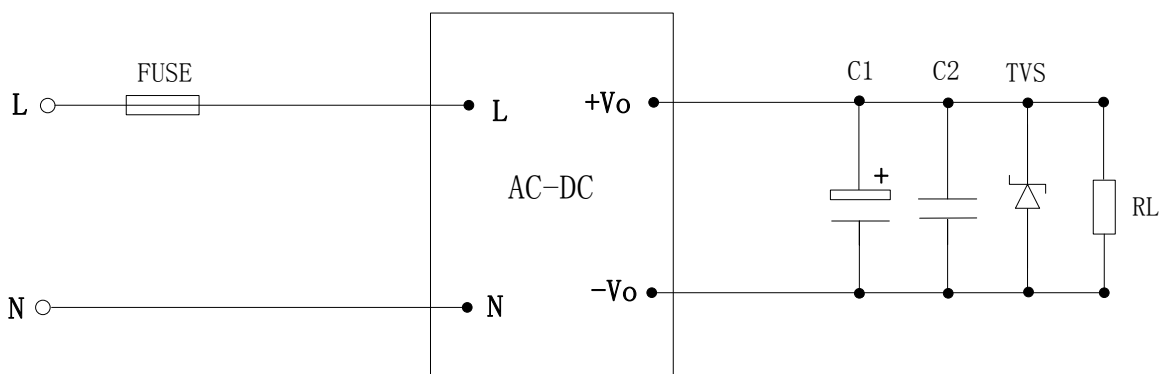 FUSE
C1 C2 TVS
L L +Vo
+
AC-DC
RL
N N -Vo